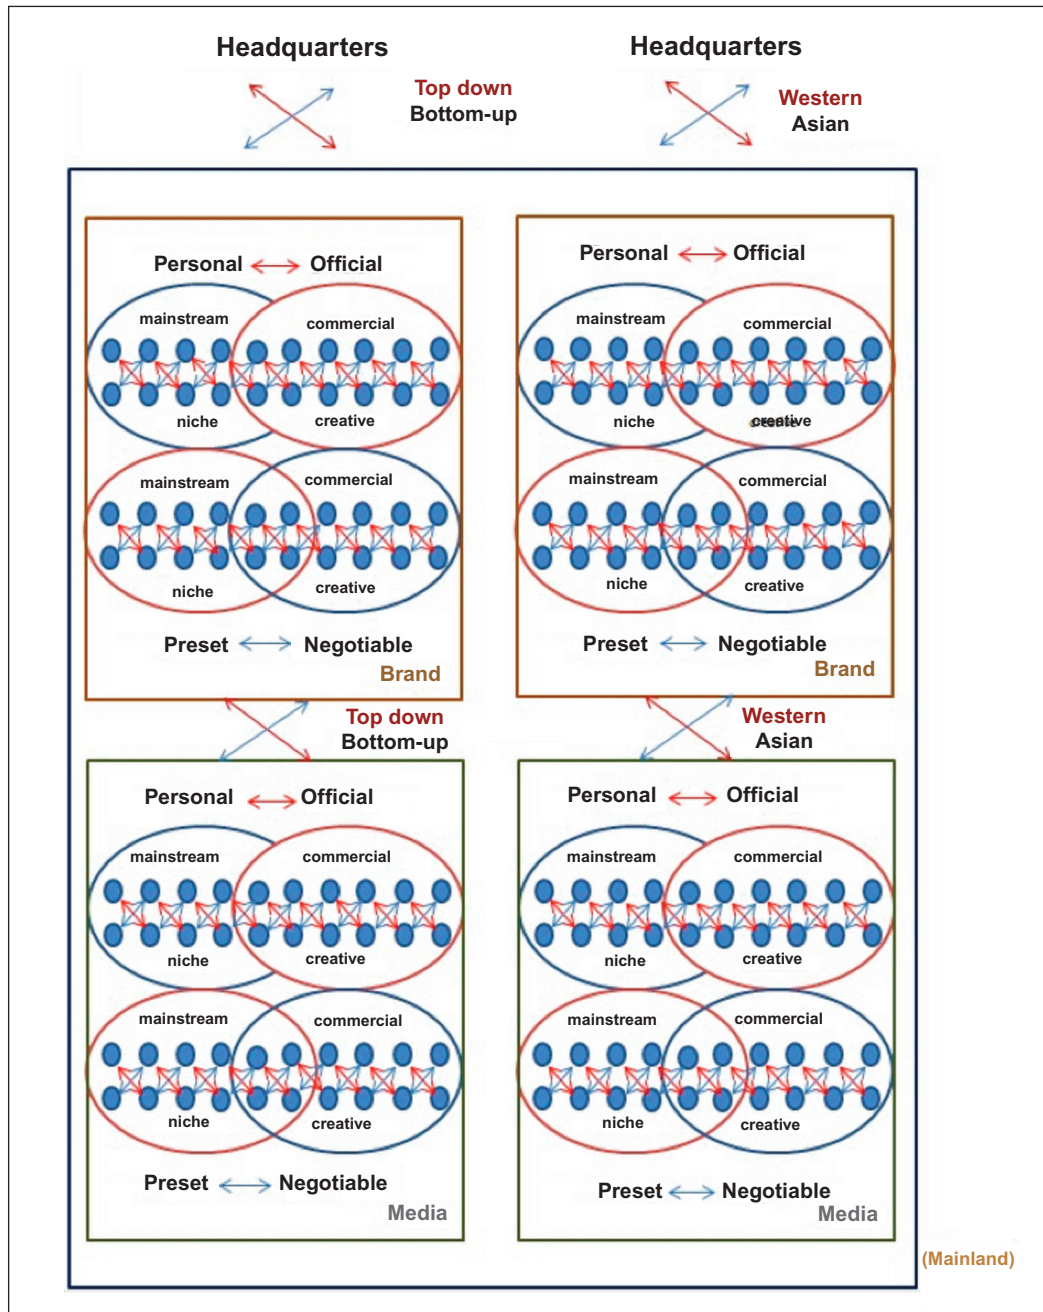 Headquarters
Headquarters
Top down
Bottom-up
Western
Asian
Personal Official
Personal Official
mainstream
commercial
mainstream
commercial
niche
creative
niche
creative
mainstream
commercial
mainstream
commercial
niche
creative
niche
creative
Preset Negotiable
Preset Negotiable
Brand
Brand
Top down
Bottom-up
Western
Asian
Personal Official
Personal Official
mainstream
commercial
mainstream
commercial
niche
creative
niche
creative
mainstream
commercial
mainstream
commercial
niche
creative
niche
creative
Preset Negotiable
Preset Negotiable
Media
Media
(Mainland)